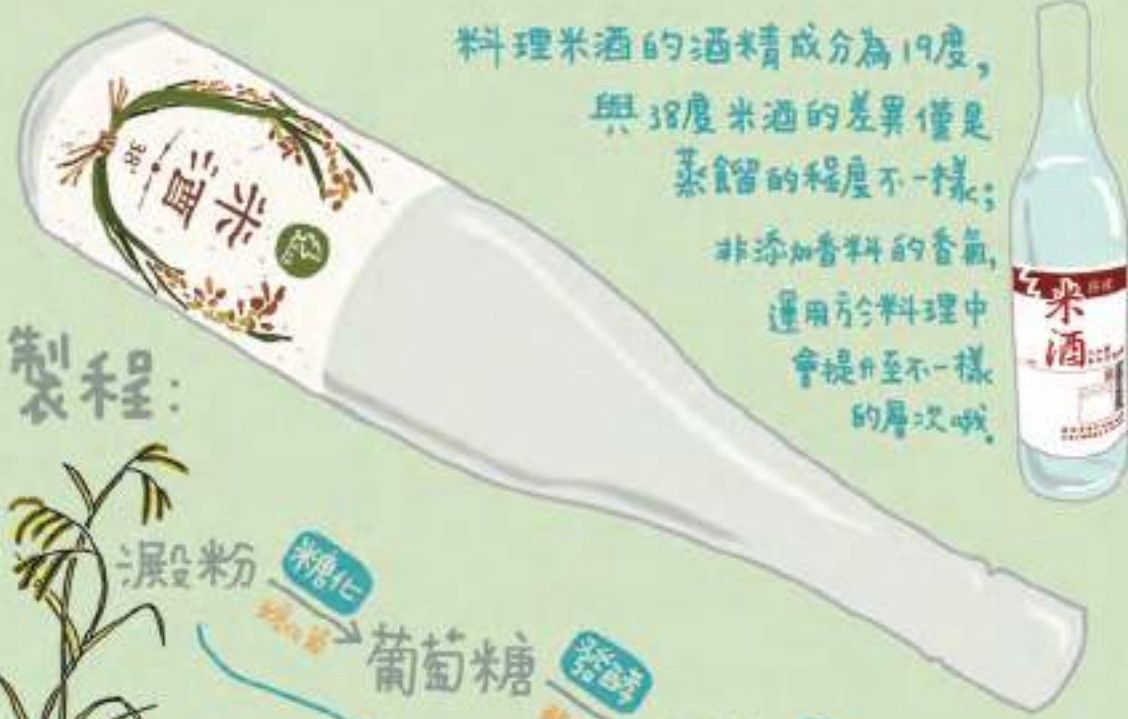 料理米酒的酒精成分為19度,
與38度米酒的差異僅是
蒸餾的程度不一樣;
非添加香料的香氣,
運用於料理中
會提升至不一樣
的層次哦.
米酒
38°
米酒
製程:
澱粉
糖化
葡萄糖
發酵